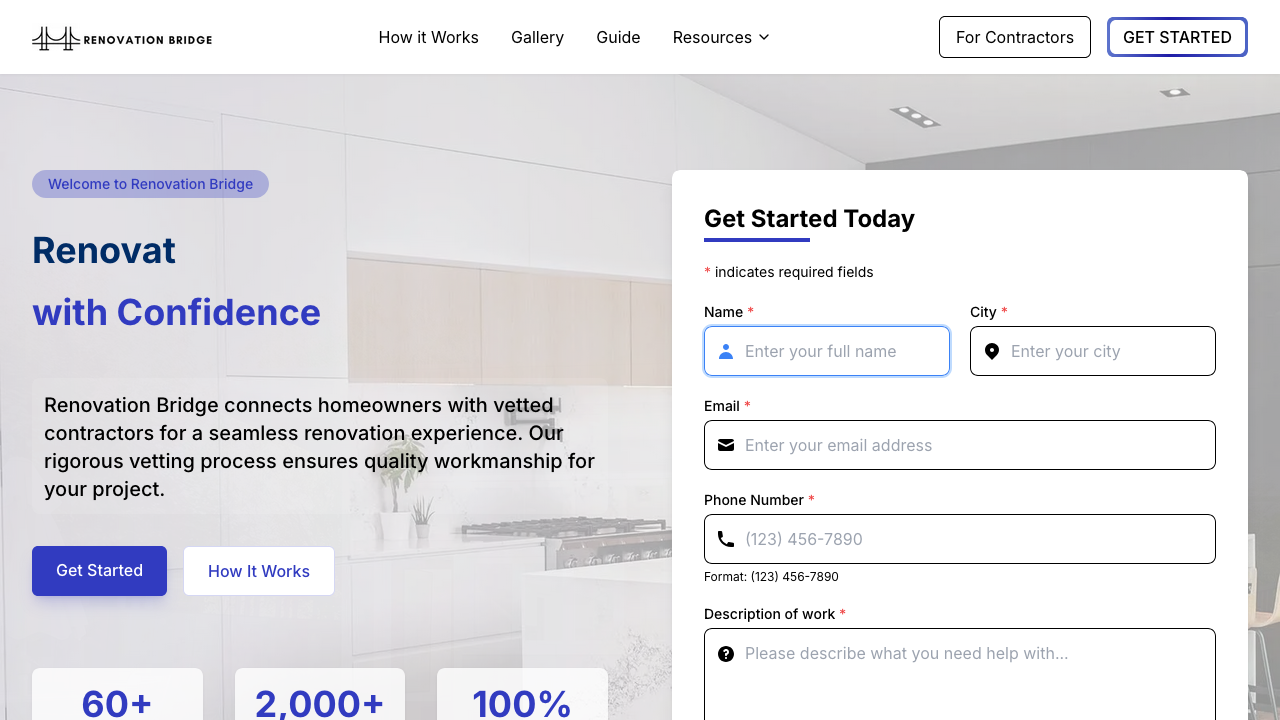 RENOVATION BRIDGE
How it Works
Gallery
Guide
Resources
For Contractors
GET STARTED
Welcome to Renovation Bridge
Renovat
with Confidence
Renovation Bridge connects homeowners with vetted
contractors for a seamless renovation experience. Our
rigorous vetting process ensures quality workmanship for
your project.
Get Started
How It Works
60+
2,000+
100%
Get Started Today
* indicates required fields
Name *
Enter your full name
City *
Enter your city
Email *
Enter your email address
Phone Number *
(123) 456-7890
Format: (123) 456-7890
Description of work *
Please describe what you need help with...